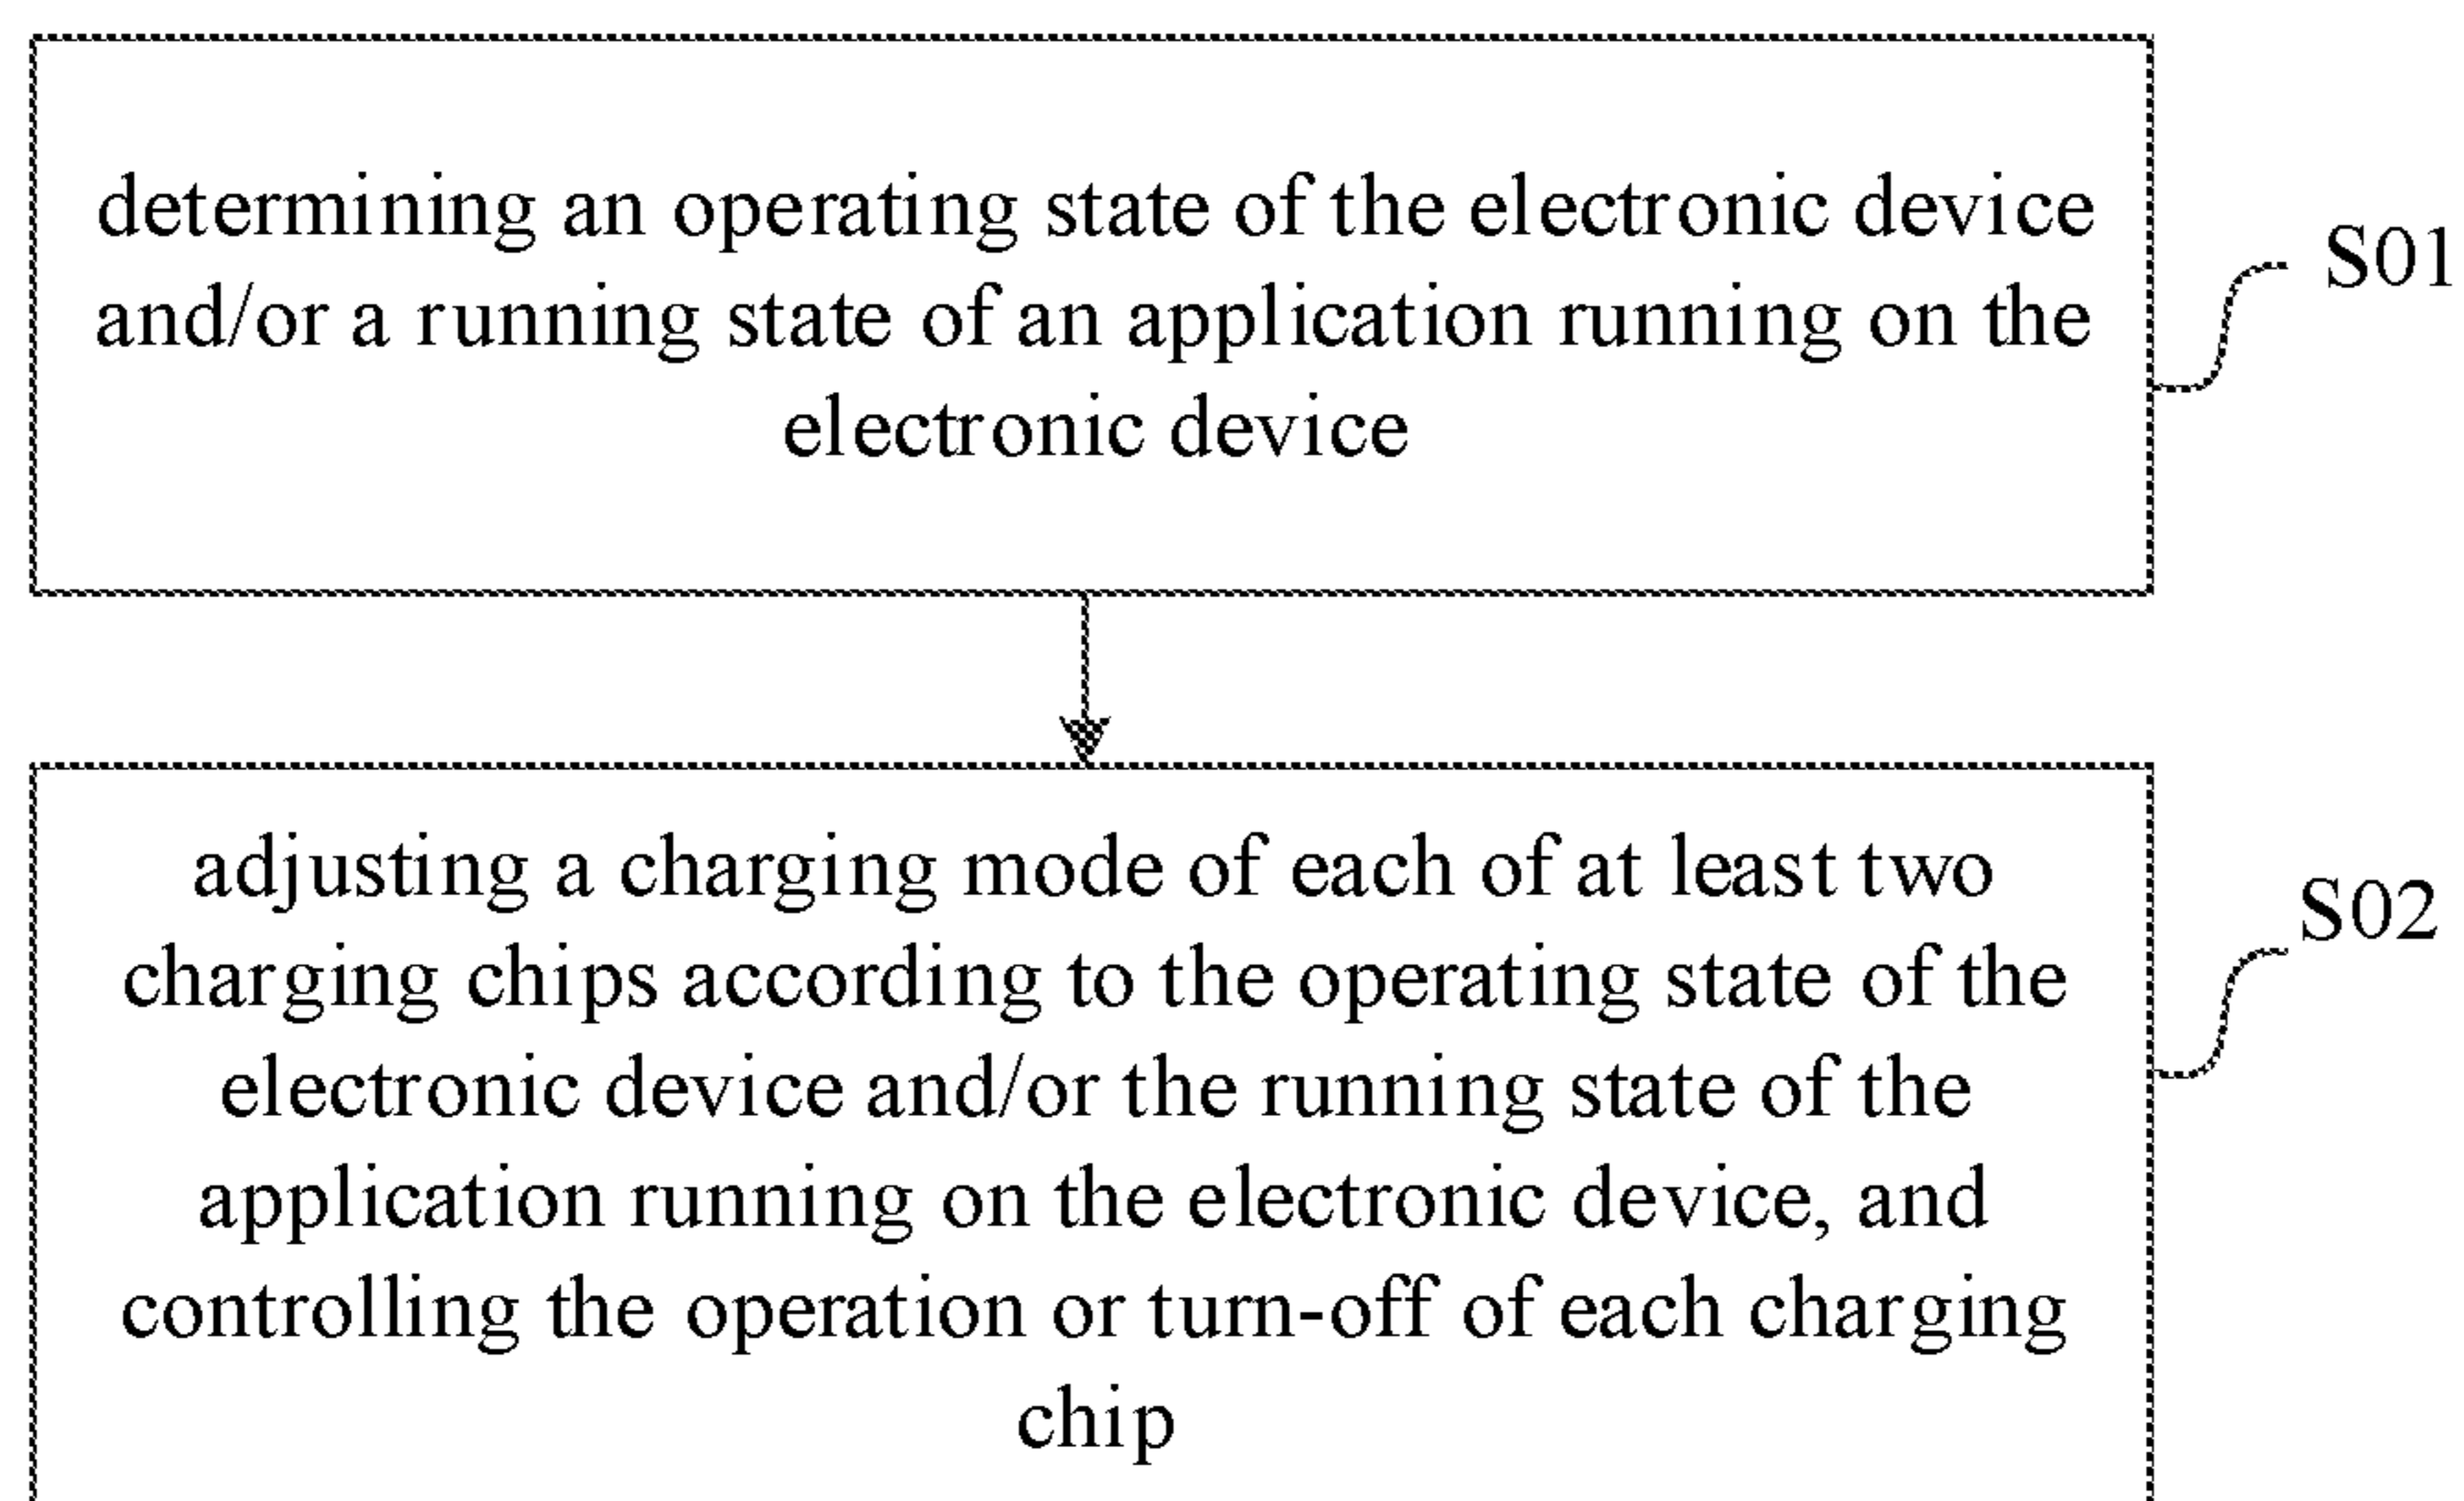 determining an operating state of the electronic device
and/or a running state of an application running on the
electronic device
S01
adjusting a charging mode of each of at least two
charging chips according to the operating state of the
electronic device and/or the running state of the
application running on the electronic device, and
controlling the operation or turn-off of each charging
chip
S02